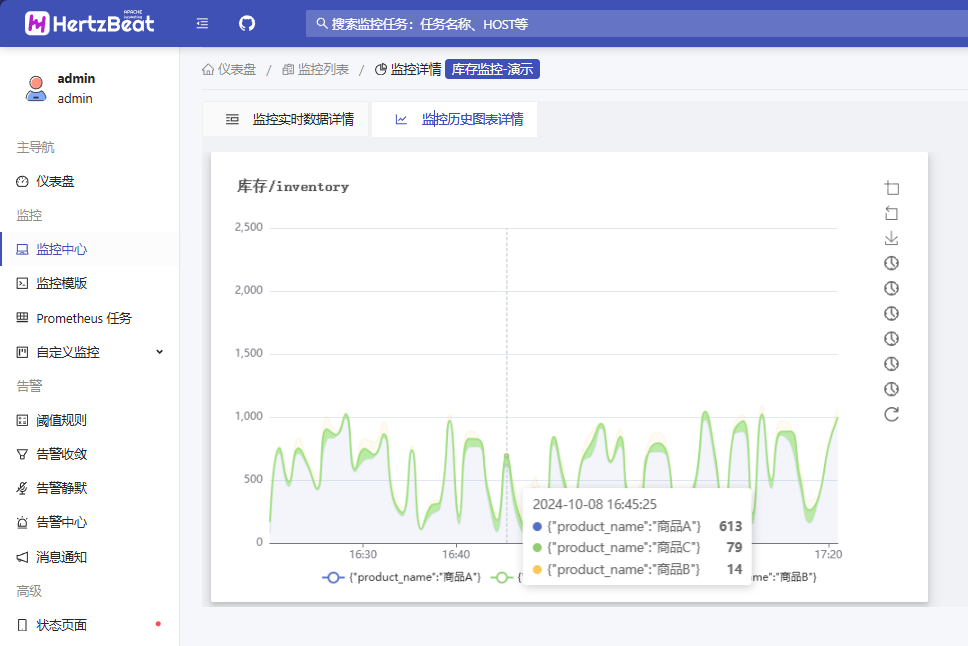 APACHE
HertzBeat
搜索监控任务：任务名称、HOST等
admin
admin
仪表盘 / 监控列表 / 监控详情 库存监控-演示
监控实时数据详情
监控历史图表详情
主导航
仪表盘
监控
监控中心
监控模版
Prometheus 任务
自定义监控
告警
阈值规则
告警收敛
告警静默
告警中心
消息通知
高级
状态页面
库存/inventory
2,500
2,000
1,500
1,000
500
0
16:30
16:40
17:20
2024-10-08 16:45:25
{"product_name":"商品A"} 613
{"product_name":"商品C"} 79
{"product_name":"商品B"} 14
{"product_name":"商品A"}
{"
me":"商品B"}